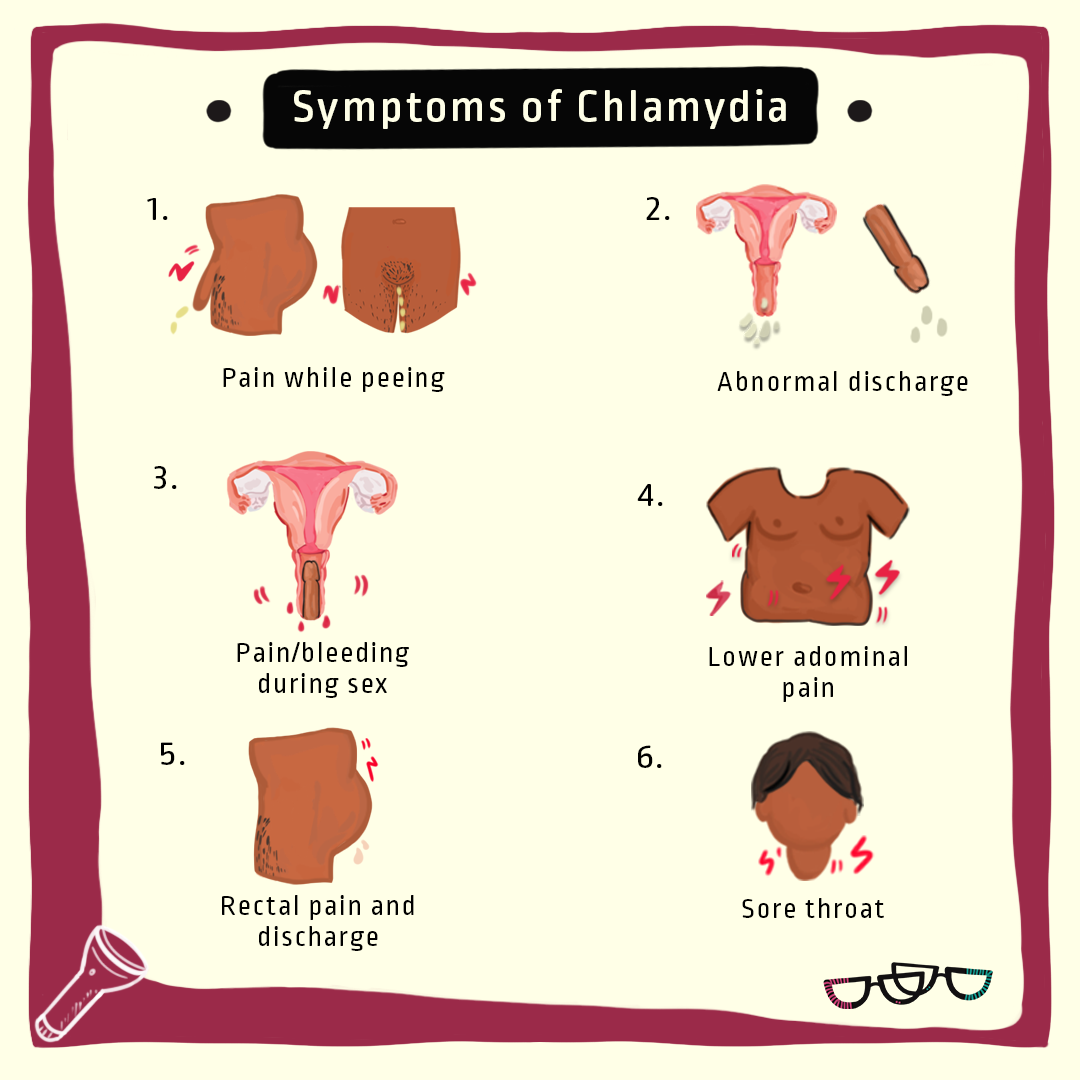 Symptoms of Chlamydia
1.
Pain while peeing
2.
Abnormal discharge
3.
Pain/bleeding
during sex
4.
Lower adominal
pain
5.
Rectal pain and
discharge
6.
Sore throat